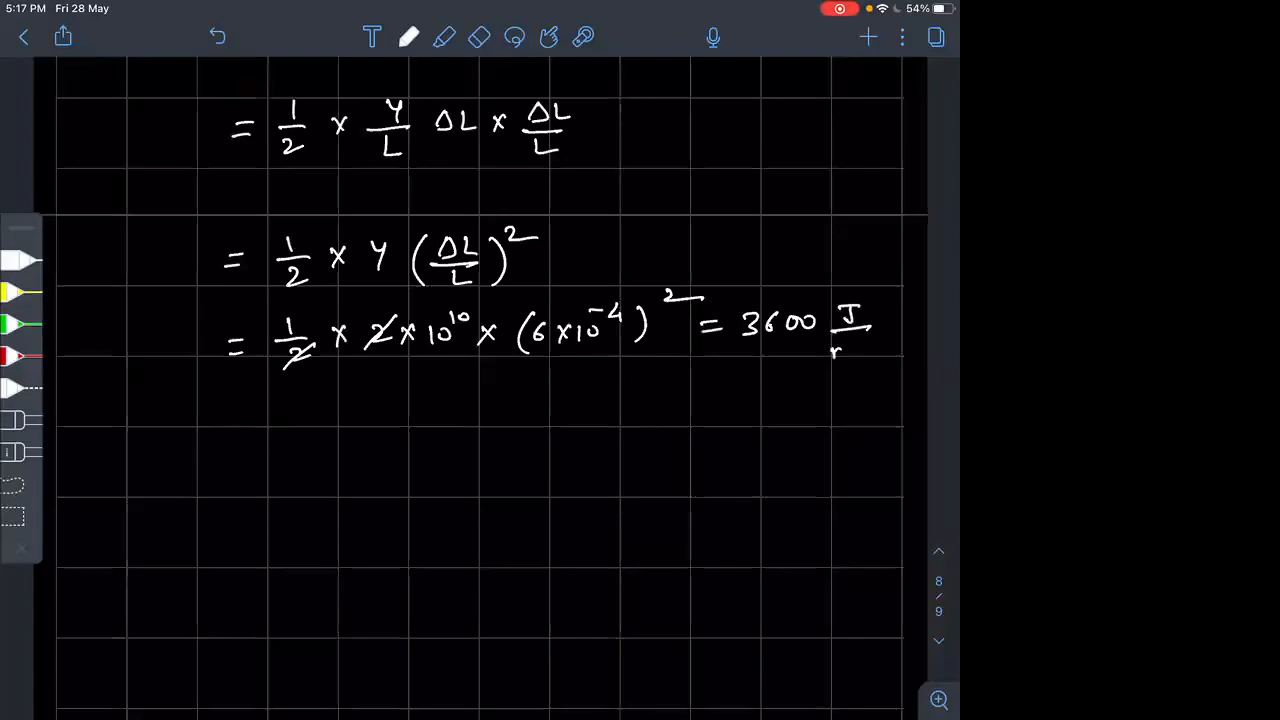 5:17 PM Fri 28 May 54%
= 1/2 × Y/L ΔL × ΔL/L
= 1/2 × Y (ΔL/L)²
= 1/2 × 2 × 10¹⁰ × (6 × 10⁻⁴)² = 3600 J/r
8
/
9